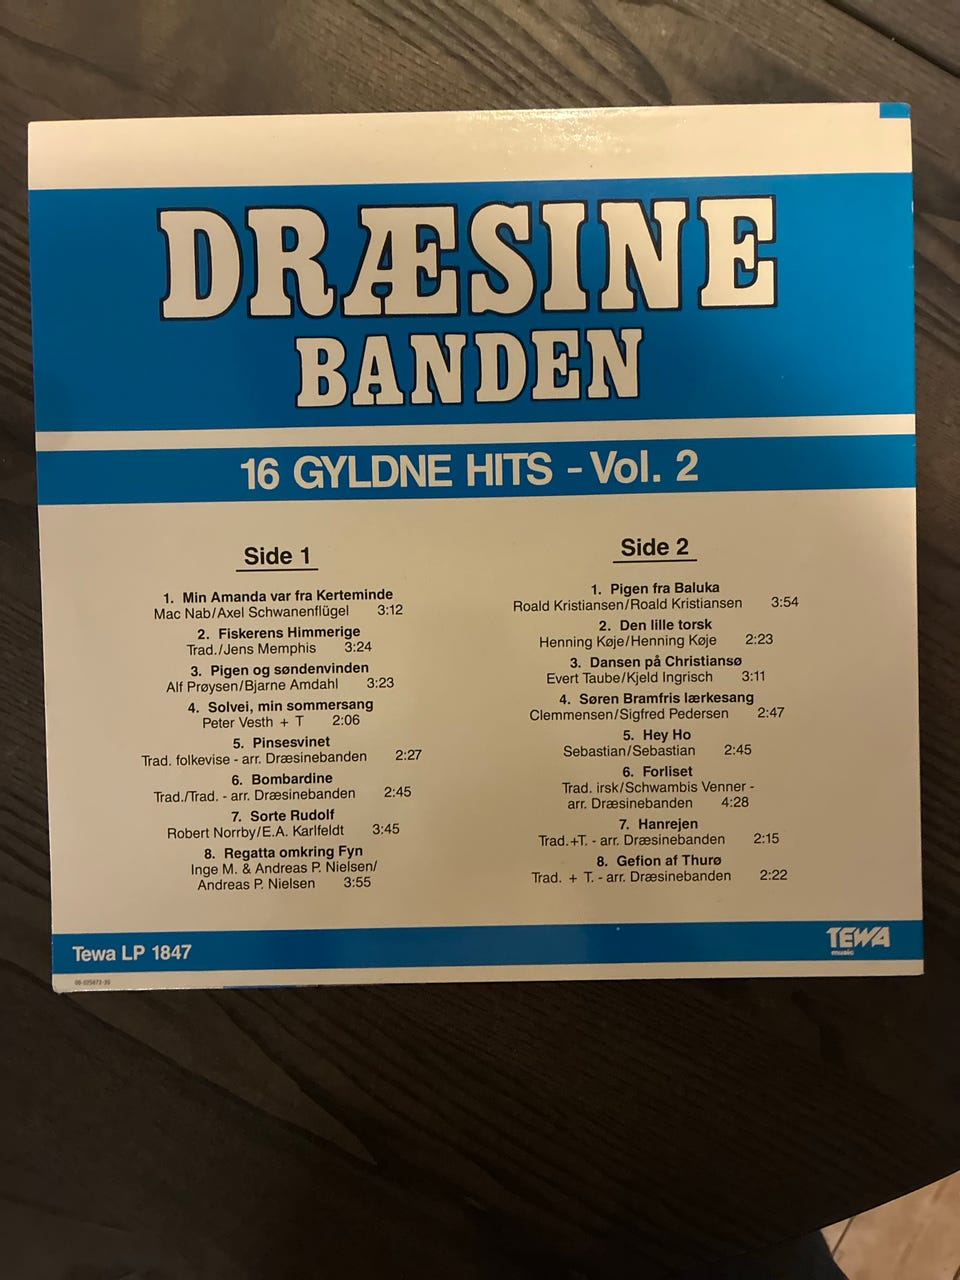 DRÆSINE
BANDEN
16 GYLDNE HITS - Vol. 2
Side 1
1. Min Amanda var fra Kerteminde
Mac Nab/Axel Schwanenflügel 3:12
2. Fiskerens Himmerige
Trad./Jens Memphis 3:24
3. Pigen og søndenvinden
Alf Prøysen/Bjarne Amdahl 3:23
4. Solvei, min sommersang
Peter Vesth + T 2:06
5. Pinsesvinet
Trad. folkevise - arr. Dræsinebanden 2:27
6. Bombardine
Trad./Trad. - arr. Dræsinebanden 2:45
7. Sorte Rudolf
Robert Norrby/E.A. Karlfeldt 3:45
8. Regatta omkring Fyn
Inge M. & Andreas P. Nielsen/
Andreas P. Nielsen 3:55
Side 2
1. Pigen fra Baluka
Roald Kristiansen/Roald Kristiansen 3:54
2. Den lille torsk
Henning Køje/Henning Køje 2:23
3. Dansen på Christiansø
Evert Taube/Kjeld Ingrisch 3:11
4. Søren Bramfris lærkesang
Clemmensen/Sigfred Pedersen 2:47
5. Hey Ho
Sebastian/Sebastian 2:45
6. Forliset
Trad. irsk/Schwambis Venner -
arr. Dræsinebanden 4:28
7. Hanrejen
Trad.+T. - arr. Dræsinebanden 2:15
8. Gefion af Thurø
Trad. + T. - arr. Dræsinebanden 2:22
Tewa LP 1847
TEWA
music